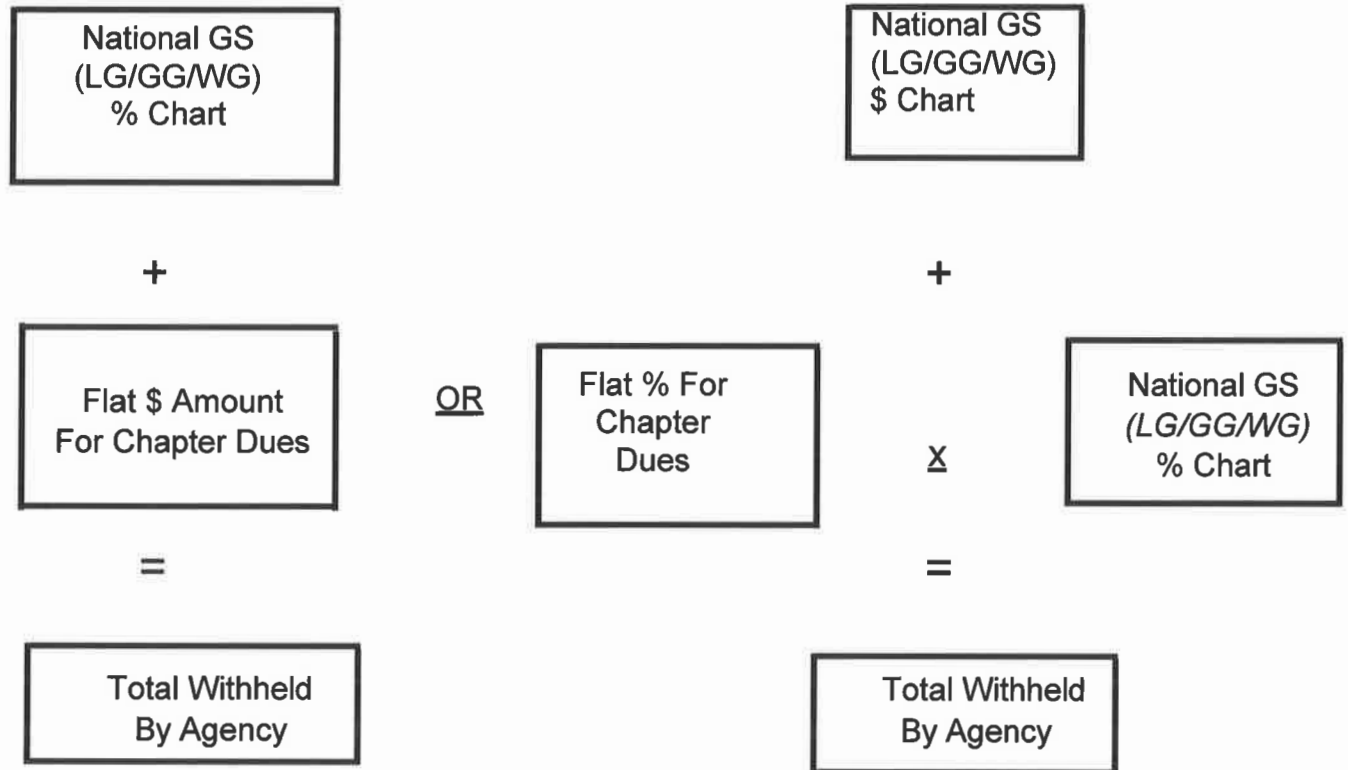 National GS
(LG/GG/WG)
% Chart
National GS
(LG/GG/WG)
$ Chart
+
+
Flat $ Amount
For Chapter Dues
OR
Flat % For
Chapter
Dues
x
National GS
(LG/GG/WG)
% Chart
=
=
Total Withheld
By Agency
Total Withheld
By Agency